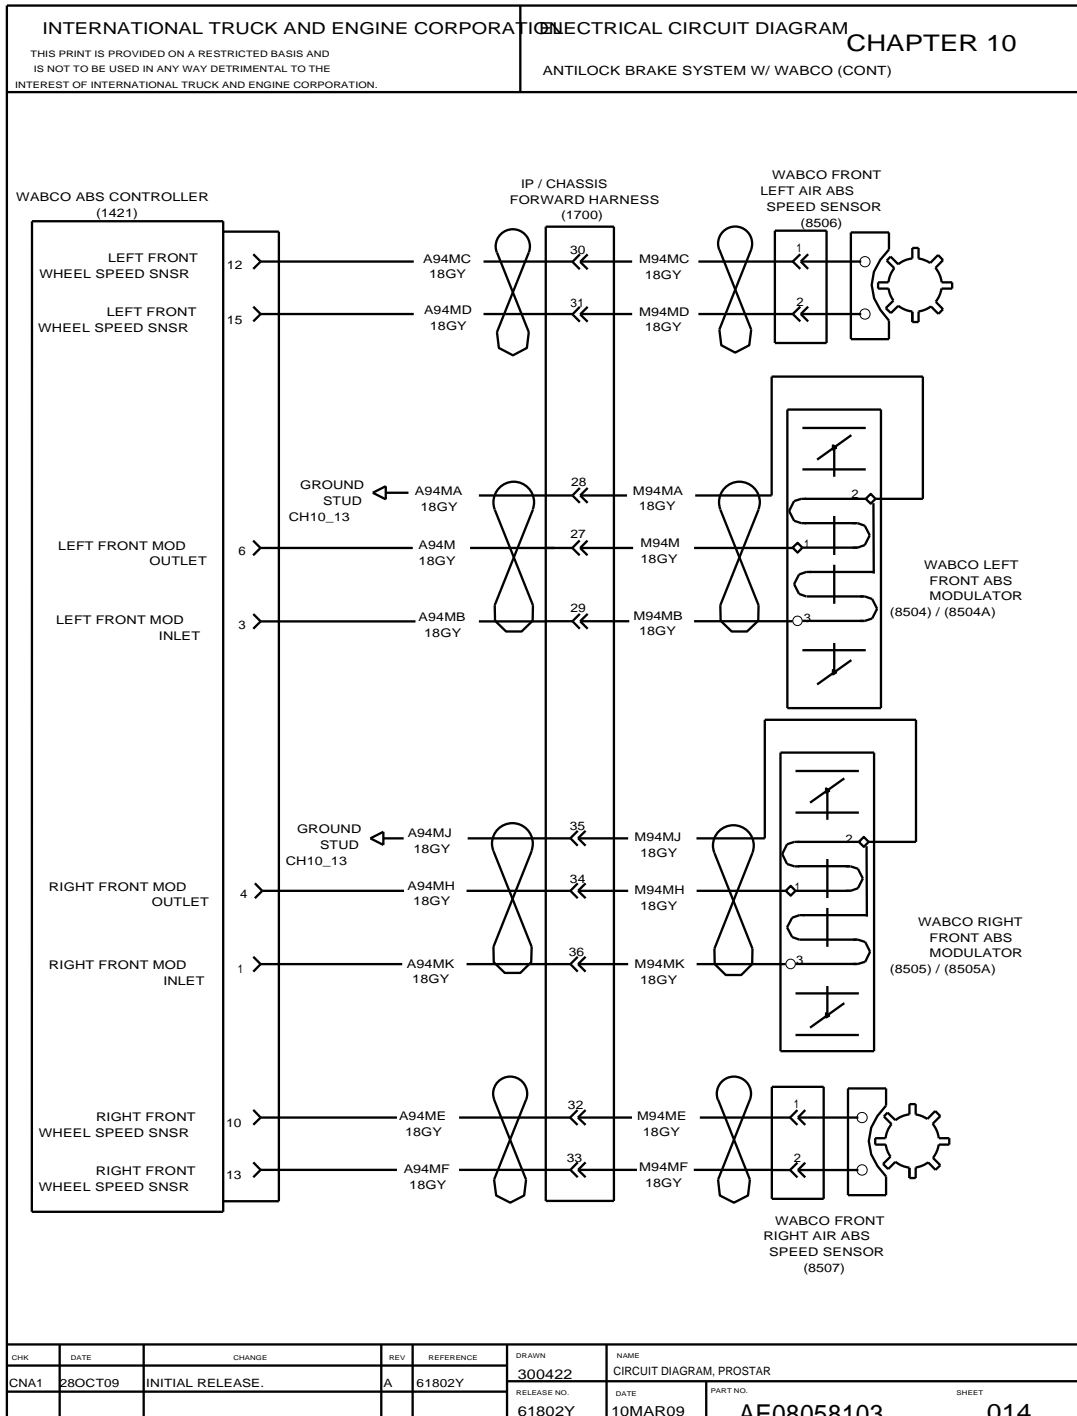 INTERNATIONAL TRUCK AND ENGINE CORPORATION
THIS PRINT IS PROVIDED ON A RESTRICTED BASIS AND
IS NOT TO BE USED IN ANY WAY DETRIMENTAL TO THE
INTEREST OF INTERNATIONAL TRUCK AND ENGINE CORPORATION.
ELECTRICAL CIRCUIT DIAGRAM
CHAPTER 10
ANTILOCK BRAKE SYSTEM W/ WABCO (CONT)
WABCO ABS CONTROLLER
(1421)
IP / CHASSIS
FORWARD HARNESS
(1700)
WABCO FRONT
LEFT AIR ABS
SPEED SENSOR
(8506)
LEFT FRONT
WHEEL SPEED SNSR
12
A94MC
18GY
30
M94MC
18GY
1
LEFT FRONT
WHEEL SPEED SNSR
15
A94MD
18GY
31
M94MD
18GY
2
GROUND
STUD
CH10_13
A94MA
18GY
28
M94MA
18GY
2
LEFT FRONT MOD
OUTLET
6
A94M
18GY
27
M94M
18GY
1
LEFT FRONT MOD
INLET
3
A94MB
18GY
29
M94MB
18GY
3
WABCO LEFT
FRONT ABS
MODULATOR
(8504) / (8504A)
GROUND
STUD
CH10_13
A94MJ
18GY
35
M94MJ
18GY
2
RIGHT FRONT MOD
OUTLET
4
A94MH
18GY
34
M94MH
18GY
1
RIGHT FRONT MOD
INLET
1
A94MK
18GY
36
M94MK
18GY
3
WABCO RIGHT
FRONT ABS
MODULATOR
(8505) / (8505A)
RIGHT FRONT
WHEEL SPEED SNSR
10
A94ME
18GY
32
M94ME
18GY
1
RIGHT FRONT
WHEEL SPEED SNSR
13
A94MF
18GY
33
M94MF
18GY
2
WABCO FRONT
RIGHT AIR ABS
SPEED SENSOR
(8507)
CHK DATE CHANGE REV REFERENCE
CNA1 28OCT09 INITIAL RELEASE. A 61802Y
DRAWN
300422
NAME
CIRCUIT DIAGRAM, PROSTAR
RELEASE NO.
61802Y
DATE
10MAR09
PART NO.
AE08058103
SHEET
014